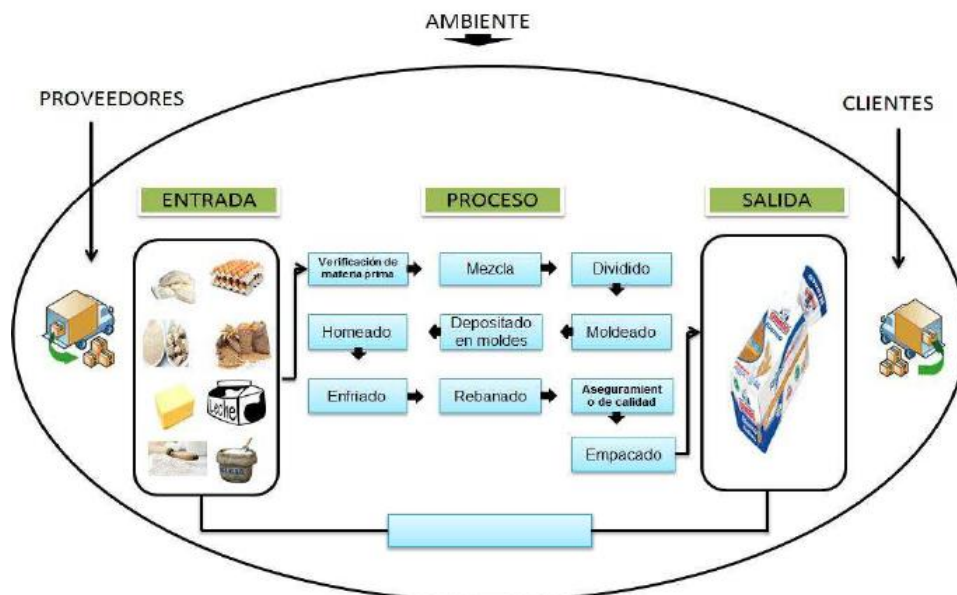 AMBIENTE
PROVEEDORES
CLIENTES
ENTRADA
PROCESO
SALIDA
Verificación de
materia prima
Mezcla
Dividido
Horneado
Depositado
en moldes
Moldeado
Enfriado
Rebanado
Aseguramient
o de calidad
Empacado
Leche